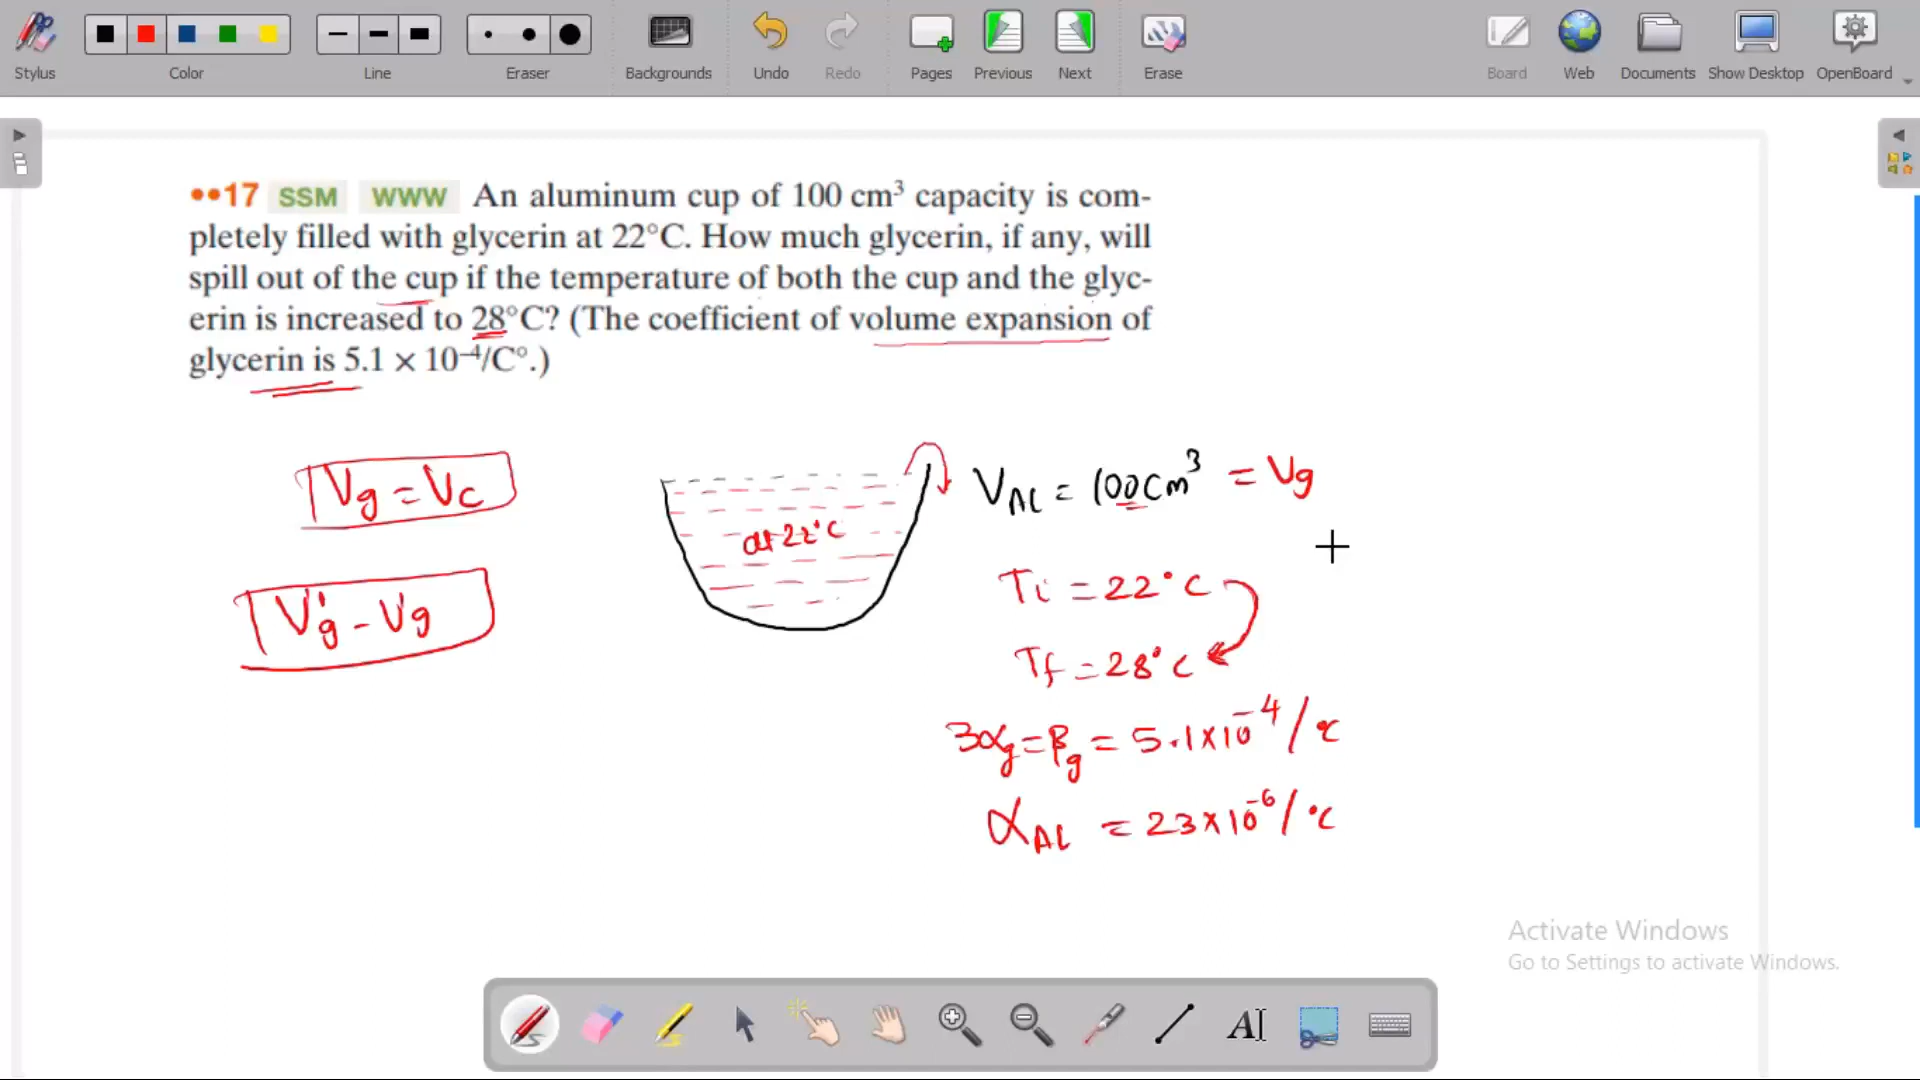 Stylus
Color
Line
Eraser
Backgrounds
Undo
Redo
Pages
Previous
Next
Erase
Board
Web
Documents
Show Desktop
OpenBoard
••17 SSM WWW An aluminum cup of 100 cm³ capacity is com-
pletely filled with glycerin at 22°C. How much glycerin, if any, will
spill out of the cup if the temperature of both the cup and the glyc-
erin is increased to 28°C? (The coefficient of volume expansion of
glycerin is 5.1 × 10⁻⁴/C°.)
Vg = Vc
V'g - Vg
at 22°C
VAL = 100cm³ = Vg
Ti = 22°C
Tf = 28°C
3αg = βg = 5.1×10⁻⁴/°C
αAL = 23×10⁻⁶/°C
Activate Windows
Go to Settings to activate Windows.
AI